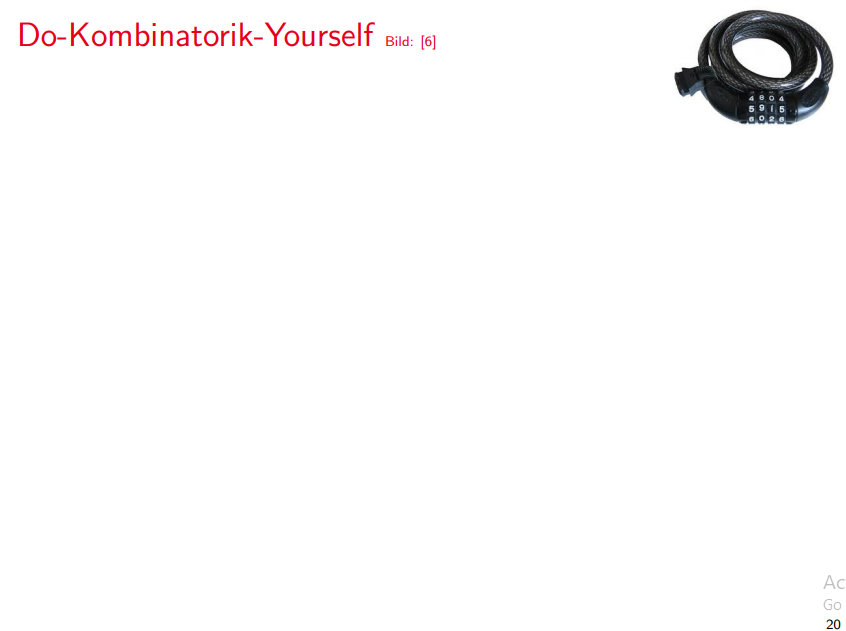 Do-Kombinatorik-Yourself Bild: [6]
4 8 0 4
5 9 1 5
6 0 2 6
Ac
Go
20